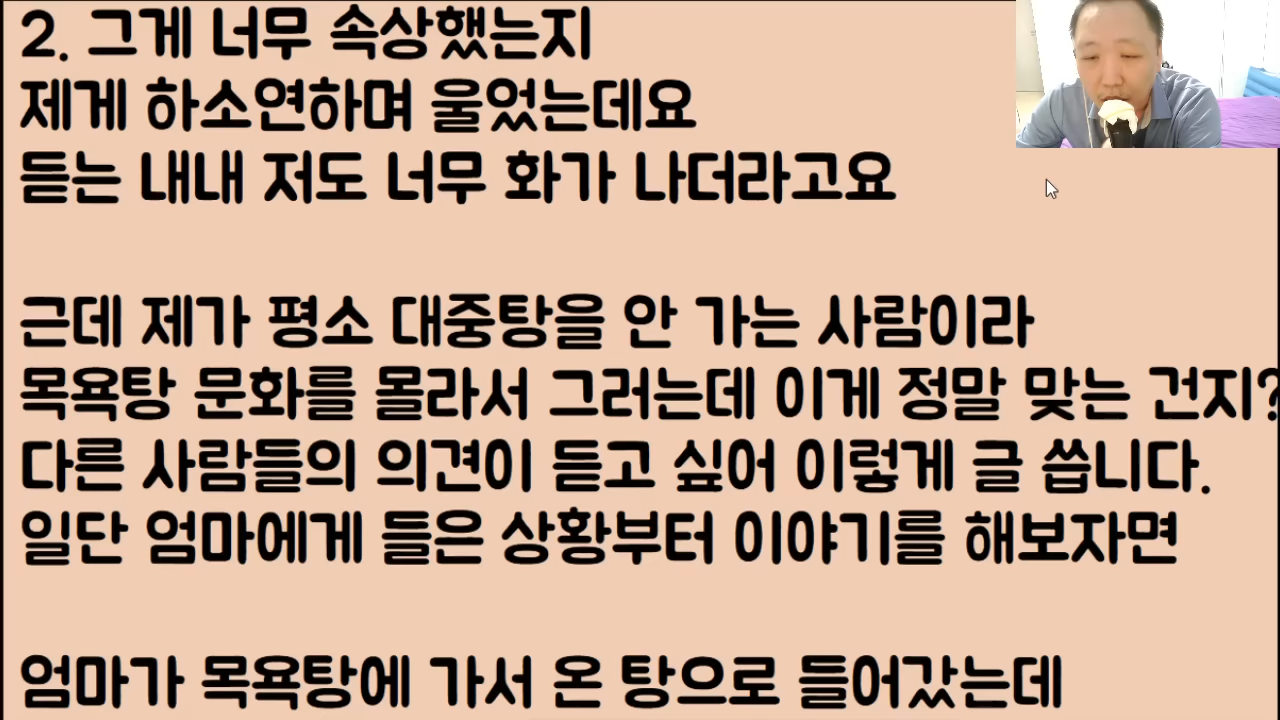 2. 그게 너무 속상했는지
제게 하소연하며 울었는데요
듣는 내내 저도 너무 화가 나더라고요
근데 제가 평소 대중탕을 안 가는 사람이라
목욕탕 문화를 몰라서 그러는데 이게 정말 맞는 건지?
다른 사람들의 의견이 듣고 싶어 이렇게 글 씁니다.
일단 엄마에게 들은 상황부터 이야기를 해보자면
엄마가 목욕탕에 가서 온 탕으로 들어갔는데